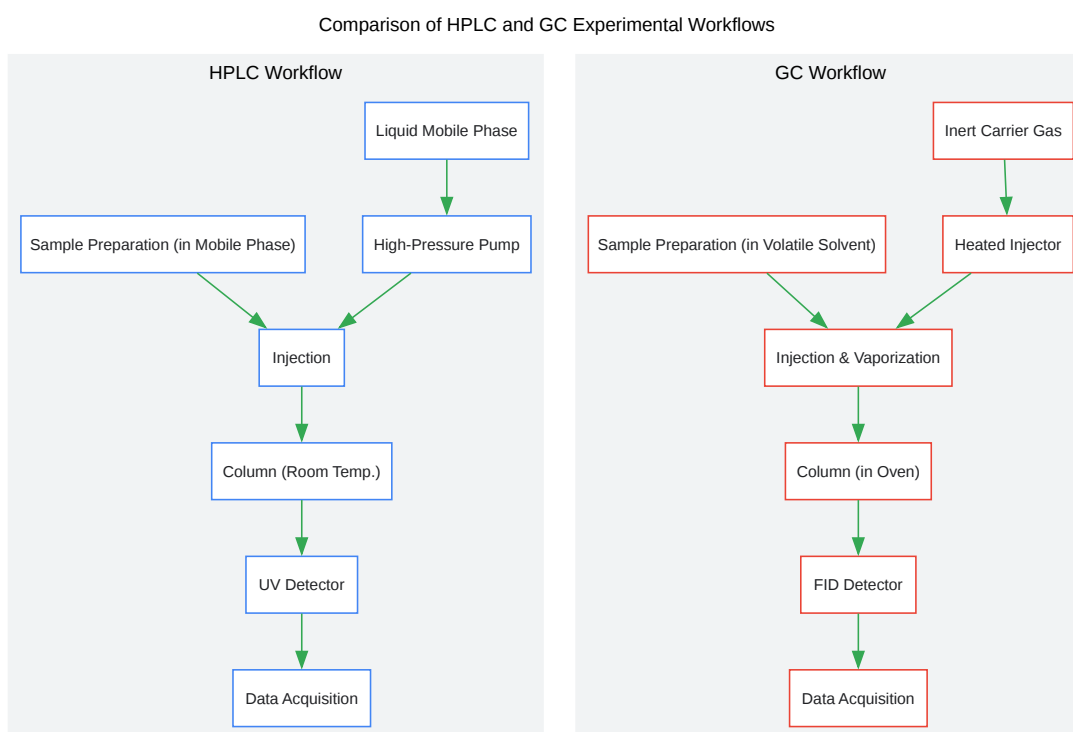 Comparison of HPLC and GC Experimental Workflows
HPLC Workflow
Liquid Mobile Phase
Sample Preparation (in Mobile Phase)
High-Pressure Pump
Injection
Column (Room Temp.)
UV Detector
Data Acquisition
GC Workflow
Inert Carrier Gas
Sample Preparation (in Volatile Solvent)
Heated Injector
Injection & Vaporization
Column (in Oven)
FID Detector
Data Acquisition